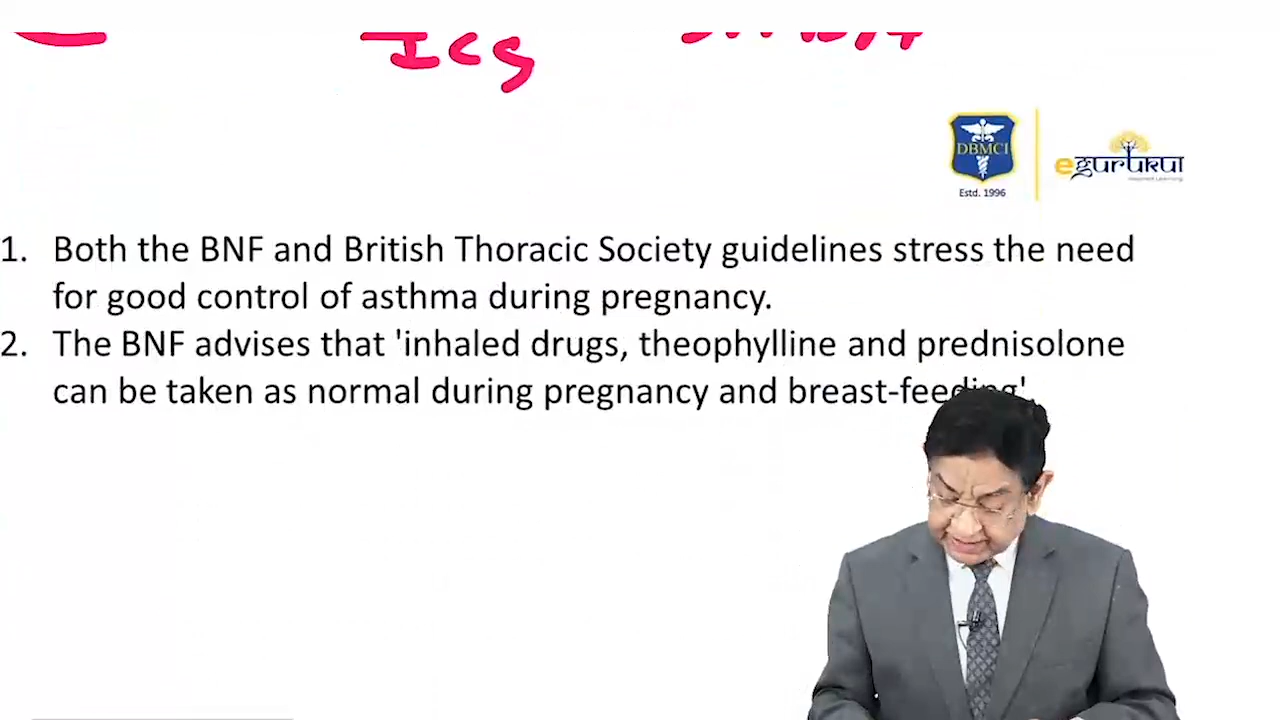 ICS
DBMCI
Estd. 1996
eGurukul
1. Both the BNF and British Thoracic Society guidelines stress the need
for good control of asthma during pregnancy.
2. The BNF advises that 'inhaled drugs, theophylline and prednisolone
can be taken as normal during pregnancy and breast-feeding'.